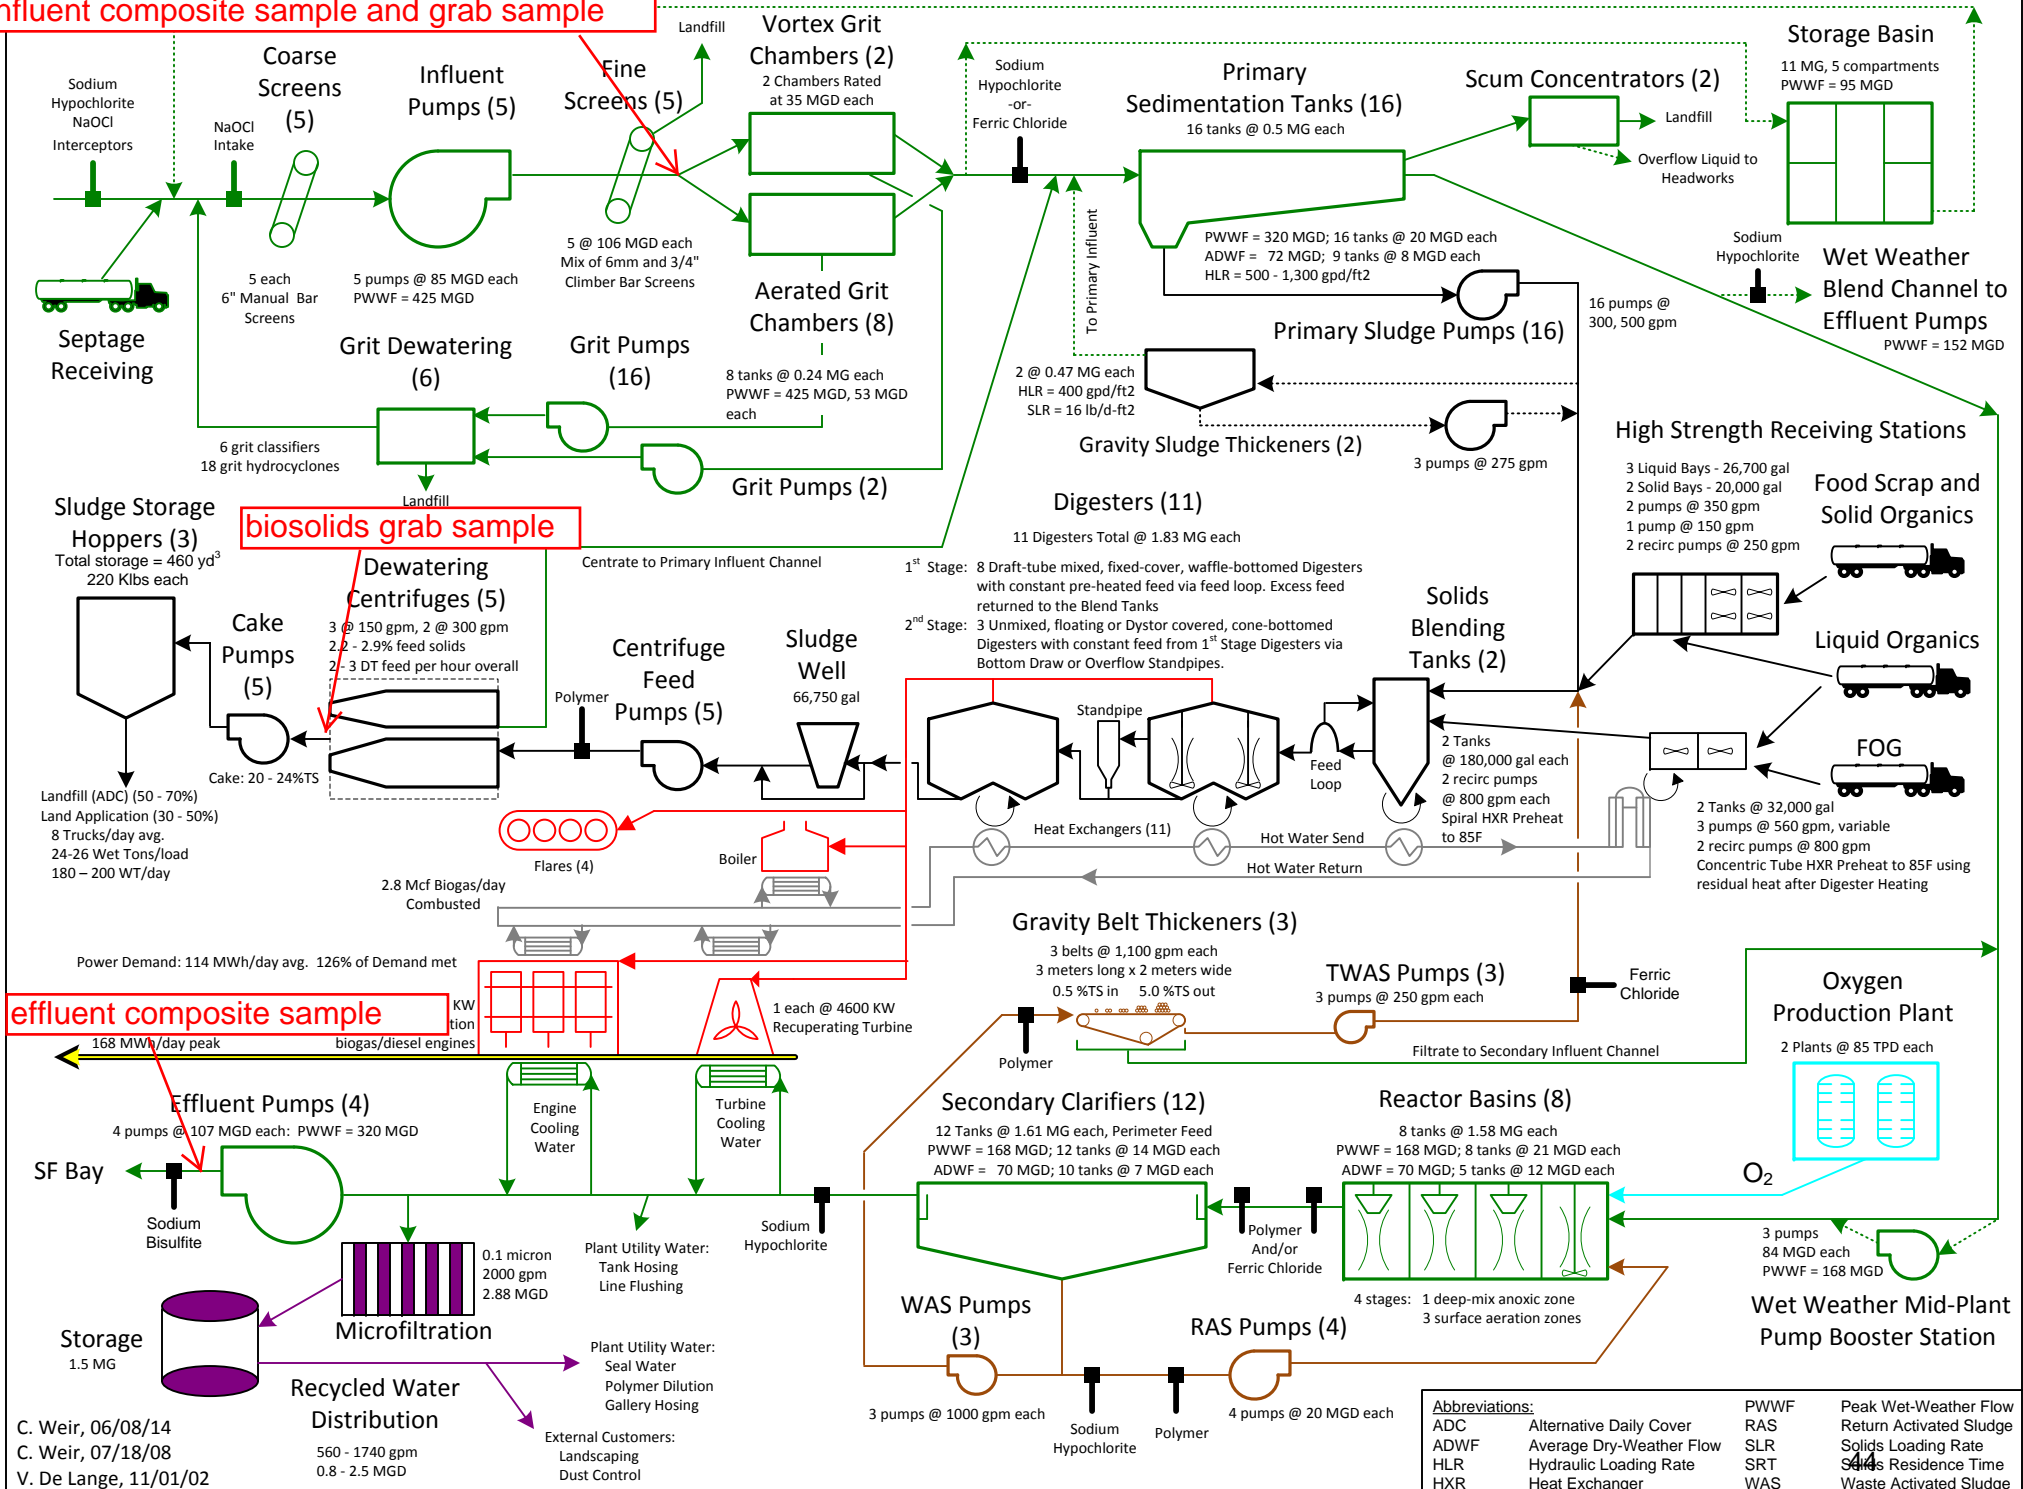 influent composite sample and grab sample
Sodium
Hypochlorite
NaOCl
Interceptors
NaOCl
Intake
Coarse
Screens
(5)
5 each
6" Manual Bar
Screens
Influent
Pumps (5)
5 pumps @ 85 MGD each
PWWF = 425 MGD
Fine
Screens (5)
5 @ 106 MGD each
Mix of 6mm and 3/4"
Climber Bar Screens
Landfill
Vortex Grit
Chambers (2)
2 Chambers Rated
at 35 MGD each
Aerated Grit
Chambers (8)
8 tanks @ 0.24 MG each
PWWF = 425 MGD, 53 MGD
each
Sodium
Hypochlorite
-or-
Ferric Chloride
Primary
Sedimentation Tanks (16)
16 tanks @ 0.5 MG each
PWWF = 320 MGD; 16 tanks @ 20 MGD each
ADWF = 72 MGD; 9 tanks @ 8 MGD each
HLR = 500 - 1,300 gpd/ft2
Scum Concentrators (2)
Landfill
Overflow Liquid to
Headworks
Storage Basin
11 MG, 5 compartments
PWWF = 95 MGD
Sodium
Hypochlorite
Wet Weather
Blend Channel to
Effluent Pumps
PWWF = 152 MGD
Septage
Receiving
Grit Dewatering
(6)
6 grit classifiers
18 grit hydrocyclones
Landfill
Grit Pumps
(16)
Grit Pumps (2)
To Primary Influent
Primary Sludge Pumps (16)
16 pumps @
300, 500 gpm
2 @ 0.47 MG each
HLR = 400 gpd/ft2
SLR = 16 lb/d-ft2
Gravity Sludge Thickeners (2)
3 pumps @ 275 gpm
High Strength Receiving Stations
3 Liquid Bays - 26,700 gal
2 Solid Bays - 20,000 gal
2 pumps @ 350 gpm
1 pump @ 150 gpm
2 recirc pumps @ 250 gpm
Food Scrap and
Solid Organics
Liquid Organics
FOG
2 Tanks @ 32,000 gal
3 pumps @ 560 gpm, variable
2 recirc pumps @ 800 gpm
Concentric Tube HXR Preheat to 85F using
residual heat after Digester Heating
Sludge Storage
Hoppers (3)
Total storage = 460 yd3
220 Klbs each
biosolids grab sample
Centrate to Primary Influent Channel
Dewatering
Centrifuges (5)
3 @ 150 gpm, 2 @ 300 gpm
2.2 - 2.9% feed solids
2 - 3 DT feed per hour overall
Cake
Pumps
(5)
Cake: 20 - 24%TS
Polymer
Centrifuge
Feed
Pumps (5)
Sludge
Well
66,750 gal
Digesters (11)
11 Digesters Total @ 1.83 MG each
1st Stage: 8 Draft-tube mixed, fixed-cover, waffle-bottomed Digesters
with constant pre-heated feed via feed loop. Excess feed
returned to the Blend Tanks
2nd Stage: 3 Unmixed, floating or Dystor covered, cone-bottomed
Digesters with constant feed from 1st Stage Digesters via
Bottom Draw or Overflow Standpipes.
Standpipe
Feed
Loop
Solids
Blending
Tanks (2)
2 Tanks
@ 180,000 gal each
2 recirc pumps
@ 800 gpm each
Spiral HXR Preheat
to 85F
Landfill (ADC) (50 - 70%)
Land Application (30 - 50%)
8 Trucks/day avg.
24-26 Wet Tons/load
180 – 200 WT/day
Flares (4)
Boiler
Heat Exchangers (11)
Hot Water Send
Hot Water Return
2.8 Mcf Biogas/day
Combusted
Power Demand: 114 MWh/day avg. 126% of Demand met
KW
tion
168 MWh/day peak
biogas/diesel engines
effluent composite sample
1 each @ 4600 KW
Recuperating Turbine
Gravity Belt Thickeners (3)
3 belts @ 1,100 gpm each
3 meters long x 2 meters wide
0.5 %TS in 5.0 %TS out
Polymer
TWAS Pumps (3)
3 pumps @ 250 gpm each
Ferric
Chloride
Filtrate to Secondary Influent Channel
Oxygen
Production Plant
2 Plants @ 85 TPD each
O2
Effluent Pumps (4)
4 pumps @ 107 MGD each: PWWF = 320 MGD
SF Bay
Sodium
Bisulfite
Engine
Cooling
Water
Turbine
Cooling
Water
Sodium
Hypochlorite
Plant Utility Water:
Tank Hosing
Line Flushing
Secondary Clarifiers (12)
12 Tanks @ 1.61 MG each, Perimeter Feed
PWWF = 168 MGD; 12 tanks @ 14 MGD each
ADWF = 70 MGD; 10 tanks @ 7 MGD each
Reactor Basins (8)
8 tanks @ 1.58 MG each
PWWF = 168 MGD; 8 tanks @ 21 MGD each
ADWF = 70 MGD; 5 tanks @ 12 MGD each
Polymer
And/or
Ferric Chloride
4 stages: 1 deep-mix anoxic zone
3 surface aeration zones
3 pumps
84 MGD each
PWWF = 168 MGD
Wet Weather Mid-Plant
Pump Booster Station
0.1 micron
2000 gpm
2.88 MGD
Microfiltration
Storage
1.5 MG
Recycled Water
Distribution
560 - 1740 gpm
0.8 - 2.5 MGD
Plant Utility Water:
Seal Water
Polymer Dilution
Gallery Hosing
External Customers:
Landscaping
Dust Control
WAS Pumps
(3)
3 pumps @ 1000 gpm each
Sodium
Hypochlorite
Polymer
RAS Pumps (4)
4 pumps @ 20 MGD each
C. Weir, 06/08/14
C. Weir, 07/18/08
V. De Lange, 11/01/02
Abbreviations:
ADC Alternative Daily Cover
ADWF Average Dry-Weather Flow
HLR Hydraulic Loading Rate
HXR Heat Exchanger
PWWF Peak Wet-Weather Flow
RAS Return Activated Sludge
SLR Solids Loading Rate
SRT Solids Residence Time
WAS Waste Activated Sludge
44